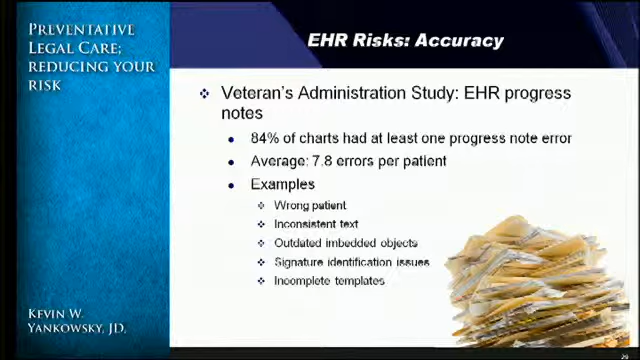 PREVENTATIVE
LEGAL CARE;
REDUCING YOUR
RISK
EHR Risks: Accuracy
Veteran's Administration Study: EHR progress
notes
84% of charts had at least one progress note error
Average: 7.8 errors per patient
Examples
Wrong patient
Inconsistent text
Outdated imbedded objects
Signature identification issues
Incomplete templates
KEVIN W.
YANKOWSKY, JD.